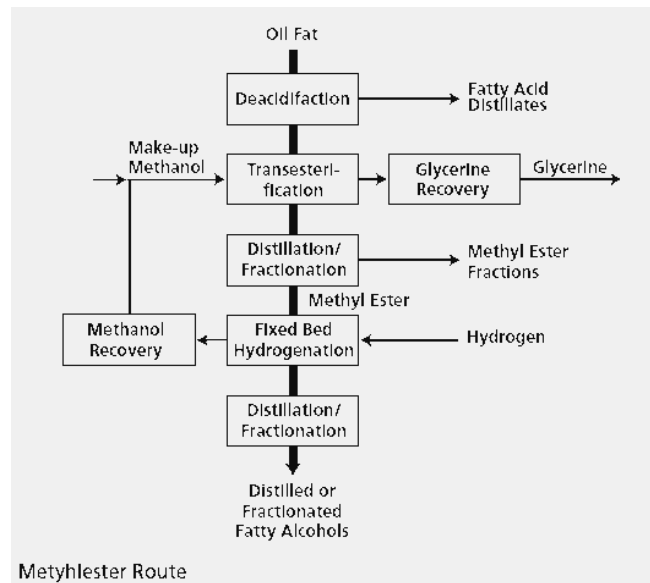 Oil Fat
Deacidifaction
Fatty Acid
Distillates
Make-up
Methanol
Transesteri-
fication
Glycerine
Recovery
Glycerine
Distillation/
Fractionation
Methyl Ester
Fractions
Methyl Ester
Methanol
Recovery
Fixed Bed
Hydrogenation
Hydrogen
Distillation/
Fractionation
Distilled or
Fractionated
Fatty Alcohols
Metyhlester Route